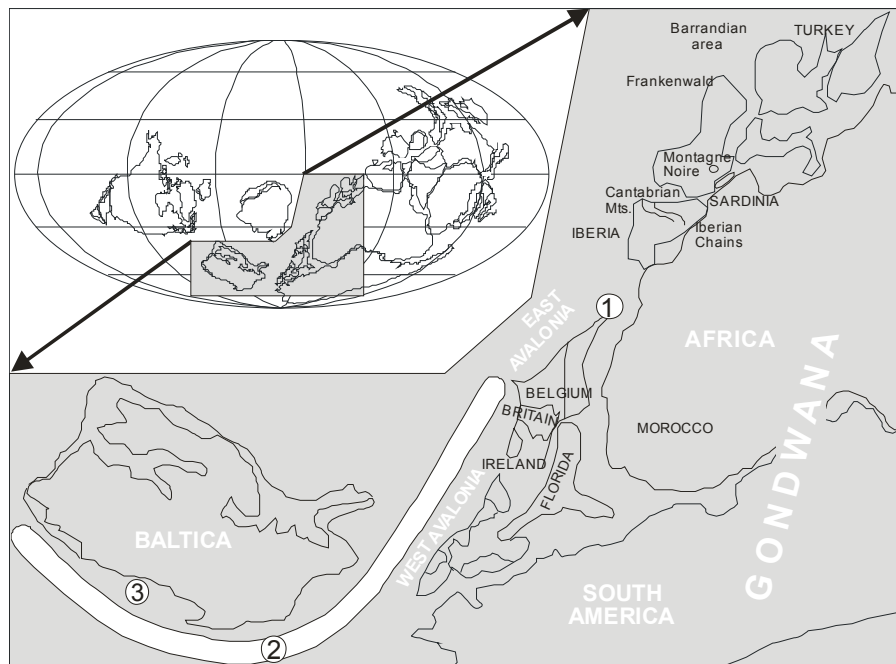 Barrandian
area
TURKEY
Frankenwald
Montagne
Noire
Cantabrian
Mts.
SARDINIA
IBERIA
Iberian
Chains
1
EAST
AVALONIA
AFRICA
BELGIUM
BRITAIN
MOROCCO
IRELAND
FLORIDA
WEST AVALONIA
GONDWANA
BALTICA
3
SOUTH
AMERICA
2